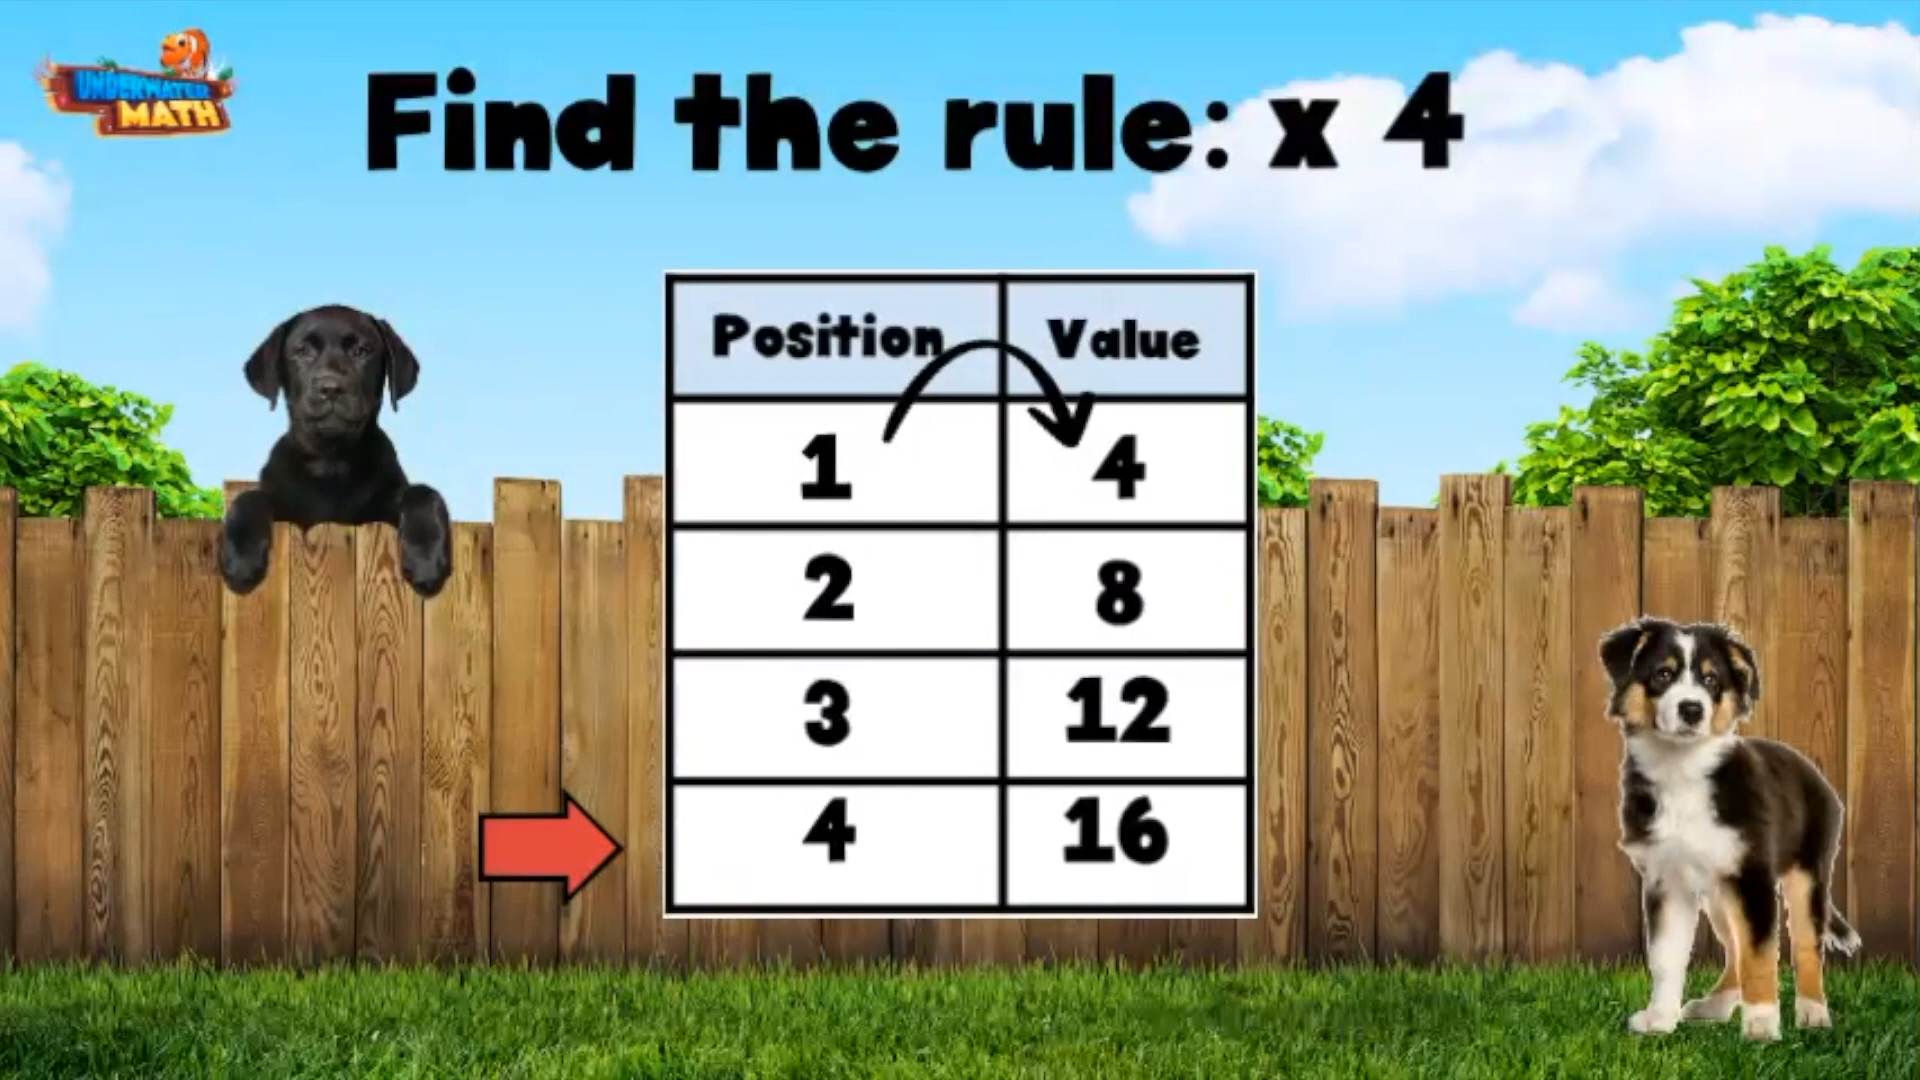 UNDERWATER
MATH
Find the rule: x 4
Position Value
1 4
2 8
3 12
4 16